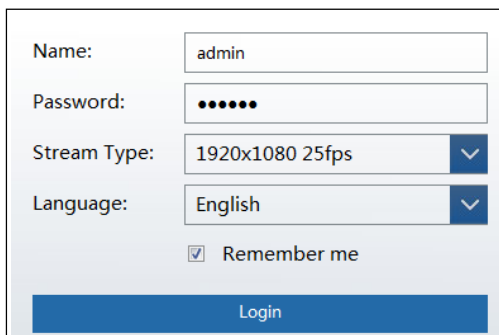 Name: admin
Password: ••••••
Stream Type: 1920x1080 25fps
Language: English
Remember me
Login